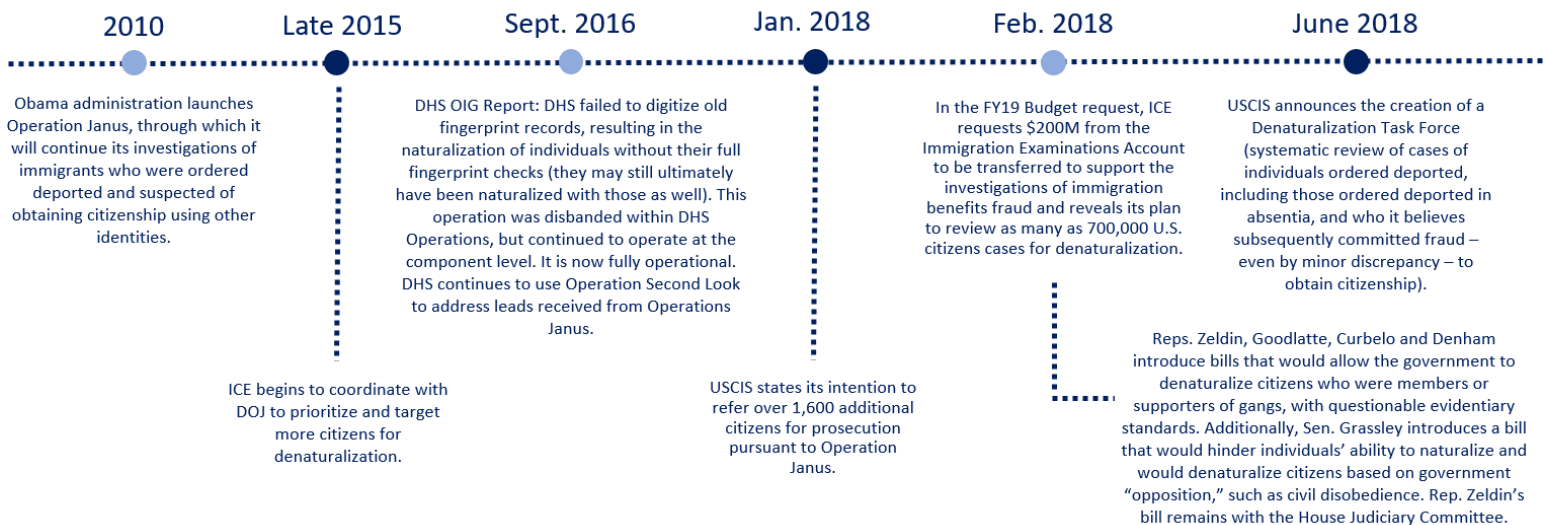 2010
Obama administration launches
Operation Janus, through which it
will continue its investigations of
immigrants who were ordered
deported and suspected of
obtaining citizenship using other
identities.
Late 2015
ICE begins to coordinate with
DOJ to prioritize and target
more citizens for
denaturalization.
Sept. 2016
DHS OIG Report: DHS failed to digitize old
fingerprint records, resulting in the
naturalization of individuals without their full
fingerprint checks (they may still ultimately
have been naturalized with those as well). This
operation was disbanded within DHS
Operations, but continued to operate at the
component level. It is now fully operational.
DHS continues to use Operation Second Look
to address leads received from Operations
Janus.
Jan. 2018
USCIS states its intention to
refer over 1,600 additional
citizens for prosecution
pursuant to Operation
Janus.
Feb. 2018
In the FY19 Budget request, ICE
requests $200M from the
Immigration Examinations Account
to be transferred to support the
investigations of immigration
benefits fraud and reveals its plan
to review as many as 700,000 U.S.
citizens cases for denaturalization.
Reps. Zeldin, Goodlatte, Curbelo and Denham
introduce bills that would allow the government to
denaturalize citizens who were members or
supporters of gangs, with questionable evidentiary
standards. Additionally, Sen. Grassley introduces a bill
that would hinder individuals’ ability to naturalize and
would denaturalize citizens based on government
“opposition,” such as civil disobedience. Rep. Zeldin’s
bill remains with the House Judiciary Committee.
June 2018
USCIS announces the creation of a
Denaturalization Task Force
(systematic review of cases of
individuals ordered deported,
including those ordered deported in
absentia, and who it believes
subsequently committed fraud –
even by minor discrepancy – to
obtain citizenship).